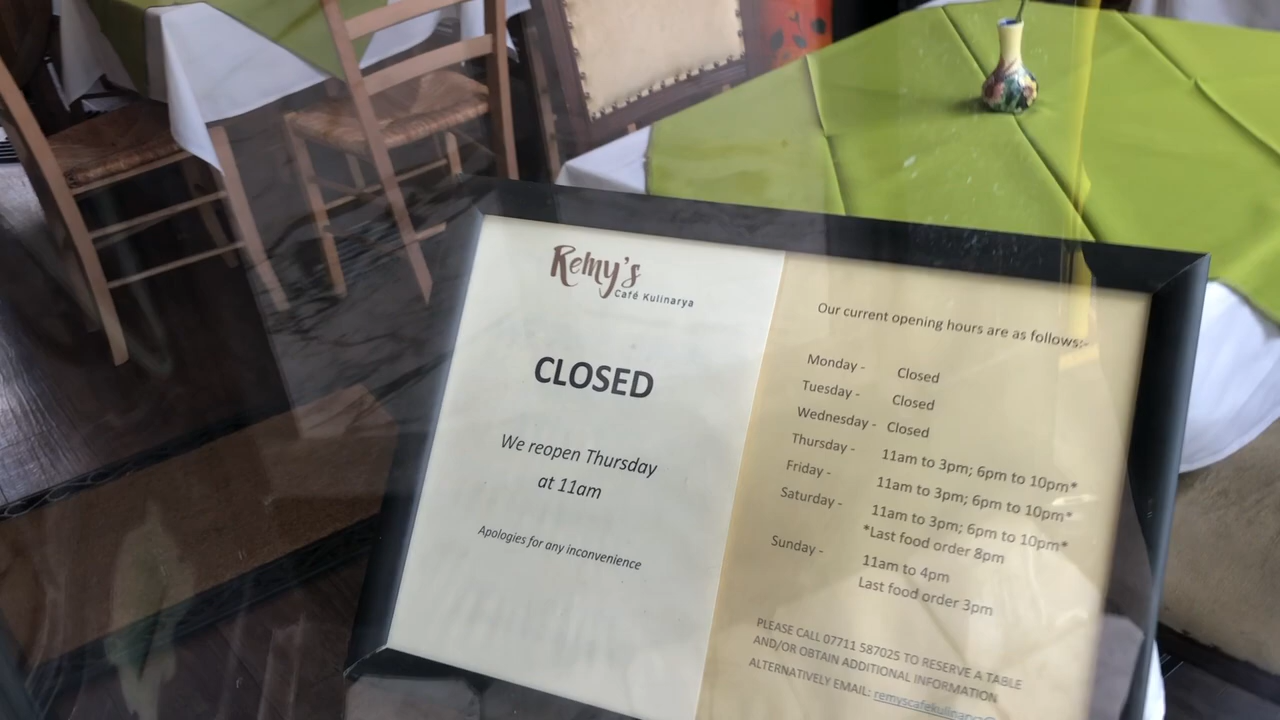 Remy's
Café Kulinarya
CLOSED
We reopen Thursday
at 11am
Apologies for any inconvenience
Our current opening hours are as follows:-
Monday - Closed
Tuesday - Closed
Wednesday - Closed
Thursday - 11am to 3pm; 6pm to 10pm*
Friday - 11am to 3pm; 6pm to 10pm*
Saturday - 11am to 3pm; 6pm to 10pm*
*Last food order 8pm
Sunday - 11am to 4pm
Last food order 3pm
PLEASE CALL 07711 587025 TO RESERVE A TABLE
AND/OR OBTAIN ADDITIONAL INFORMATION
ALTERNATIVELY EMAIL: